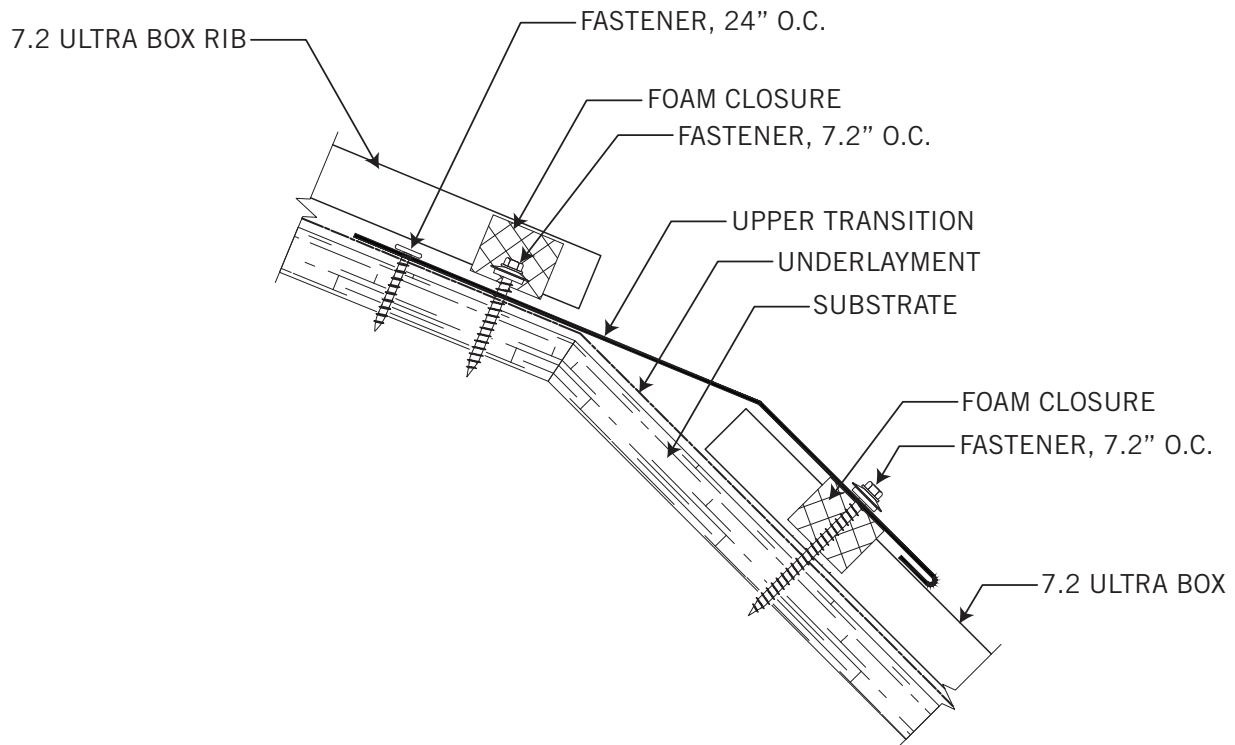 FASTENER, 24” O.C.
7.2 ULTRA BOX RIB
FOAM CLOSURE
FASTENER, 7.2” O.C.
UPPER TRANSITION
UNDERLAYMENT
SUBSTRATE
FOAM CLOSURE
FASTENER, 7.2” O.C.
7.2 ULTRA BOX